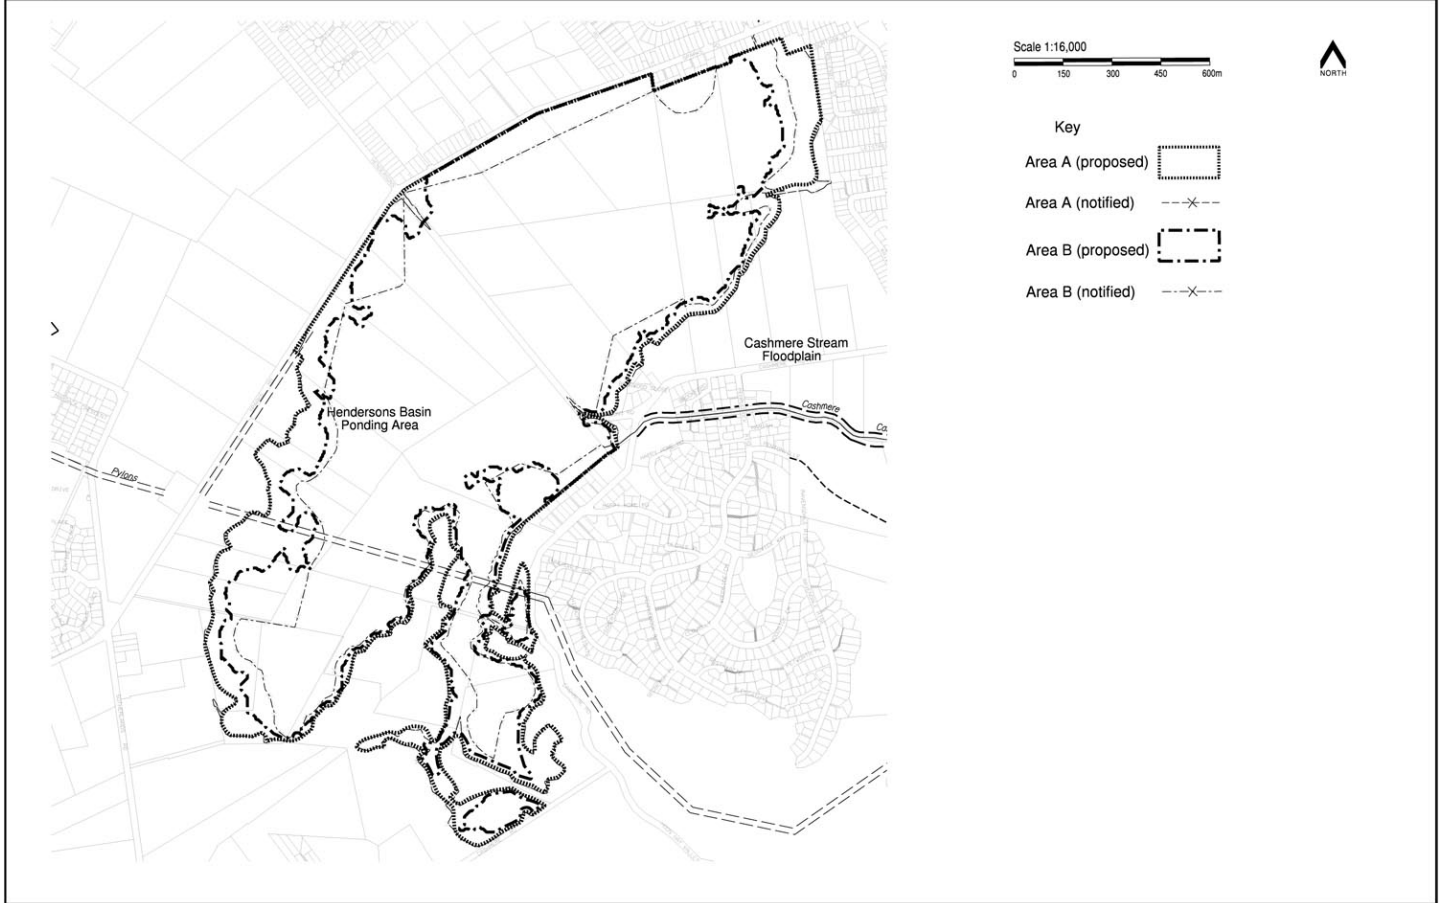 Scale 1:16,000
0 150 300 450 600m
NORTH
Key
Area A (proposed)
Area A (notified)
Area B (proposed)
Area B (notified)
Cashmere Stream
Floodplain
Hendersons Basin
Ponding Area
Cashmere
Ca
Pylons